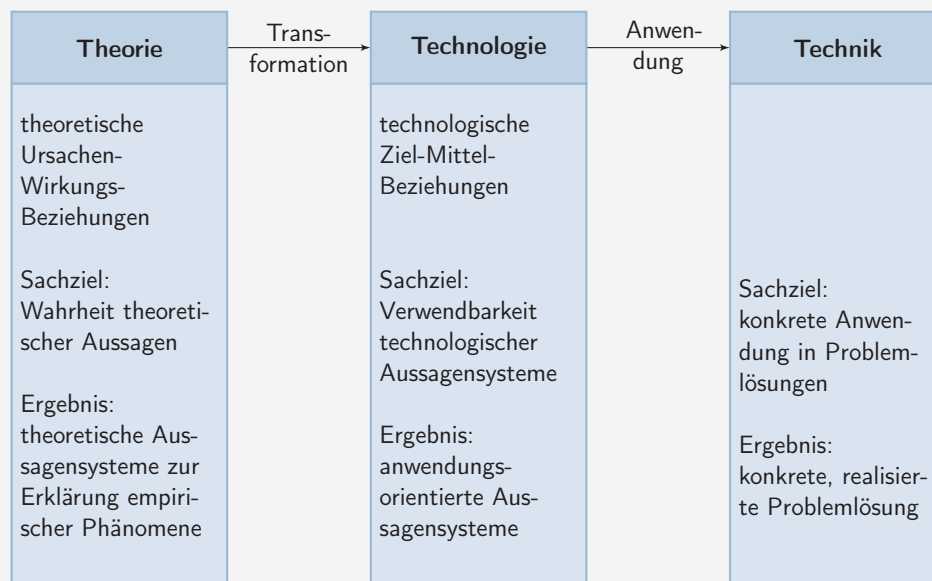 Theorie
Trans-
formation
Technologie
Anwen-
dung
Technik
theoretische
Ursachen-
Wirkungs-
Beziehungen
Sachziel:
Wahrheit theoreti-
scher Aussagen
Ergebnis:
theoretische Aus-
sagensysteme zur
Erklärung empiri-
scher Phänomene
technologische
Ziel-Mittel-
Beziehungen
Sachziel:
Verwendbarkeit
technologischer
Aussagensysteme
Ergebnis:
anwendungs-
orientierte Aus-
sagensysteme
Sachziel:
konkrete Anwen-
dung in Problem-
lösungen
Ergebnis:
konkrete, realisier-
te Problemlösung